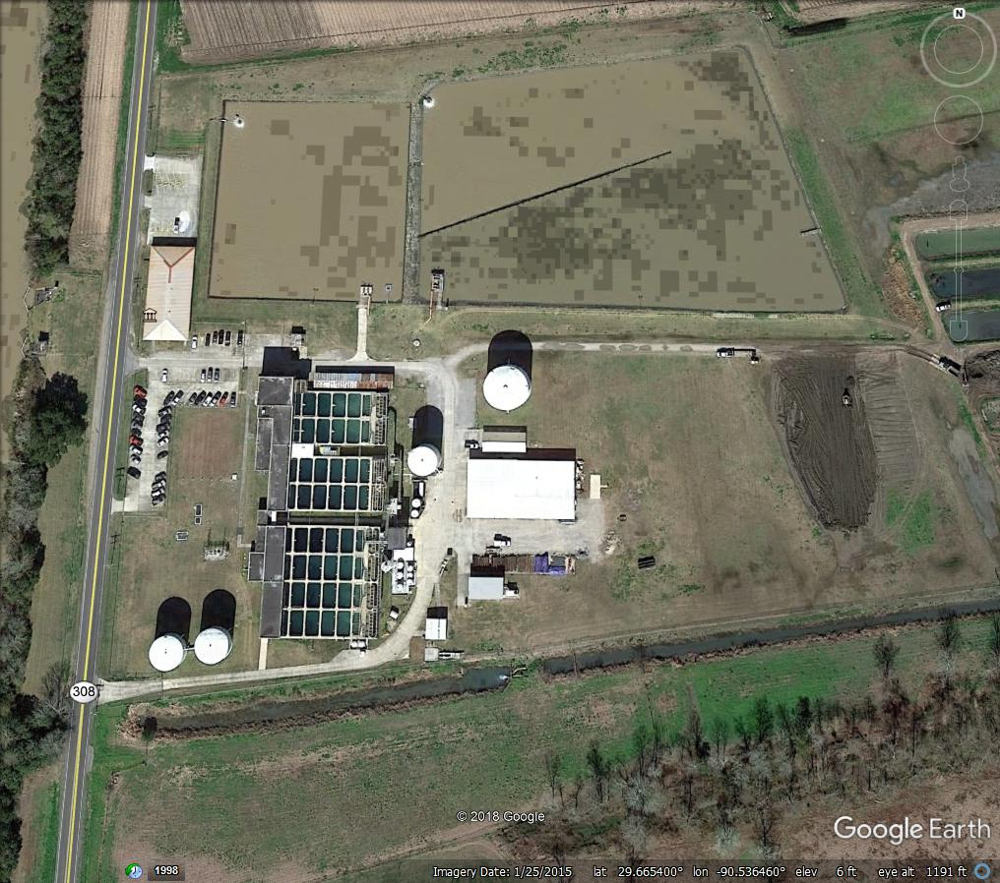 N
308
© 2018 Google
Google Earth
1998
Imagery Date: 1/25/2015 lat 29.665400° lon -90.536460° elev 6 ft eye alt 1191 ft